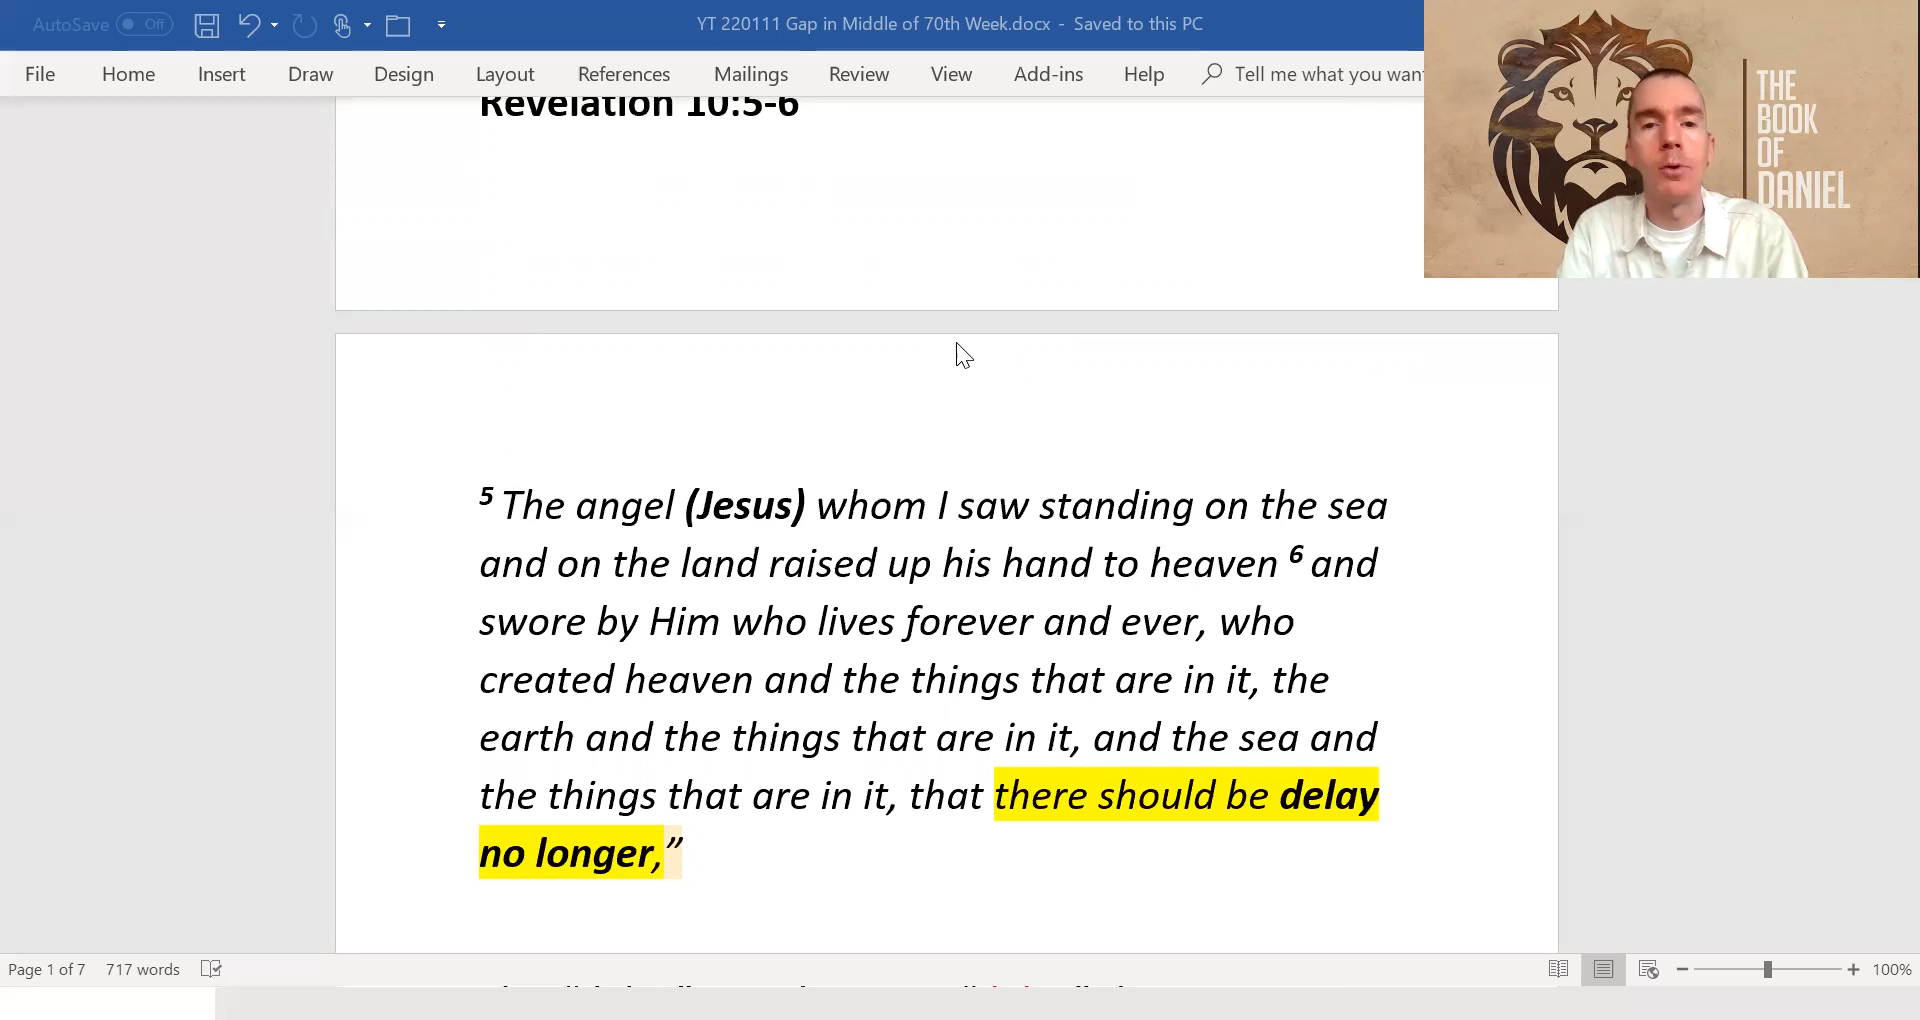 AutoSave Off
YT 220111 Gap in Middle of 70th Week.docx - Saved to this PC
File Home Insert Draw Design Layout References Mailings Review View Add-ins Help Tell me what you want
THE
BOOK
OF
DANIEL
Revelation 10:5-6
5 The angel (Jesus) whom I saw standing on the sea
and on the land raised up his hand to heaven 6 and
swore by Him who lives forever and ever, who
created heaven and the things that are in it, the
earth and the things that are in it, and the sea and
the things that are in it, that there should be delay
no longer,”
Page 1 of 7 717 words
100%